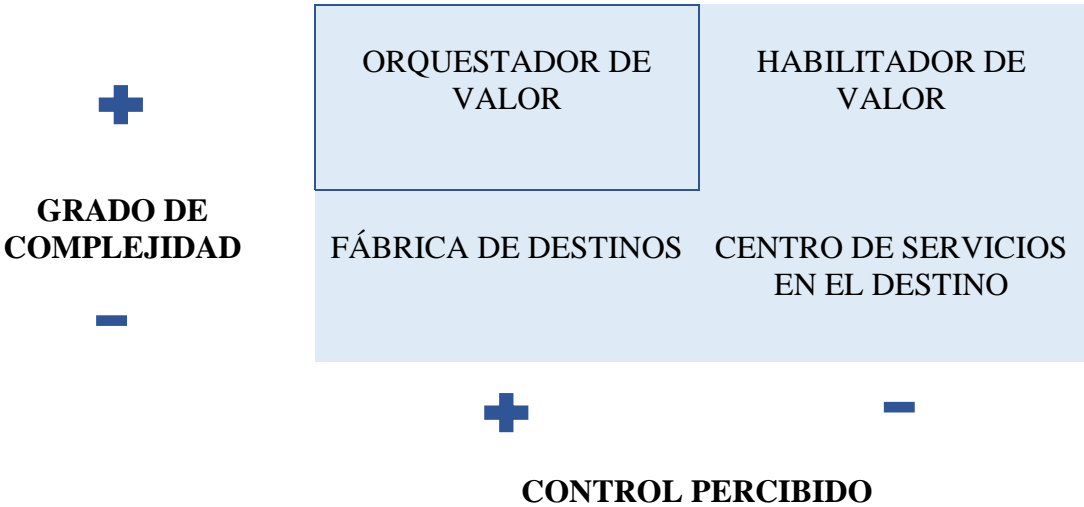 ORQUESTADOR DE
VALOR
HABILITADOR DE
VALOR
+
GRADO DE
COMPLEJIDAD
FÁBRICA DE DESTINOS
CENTRO DE SERVICIOS
EN EL DESTINO
-
+
-
CONTROL PERCIBIDO